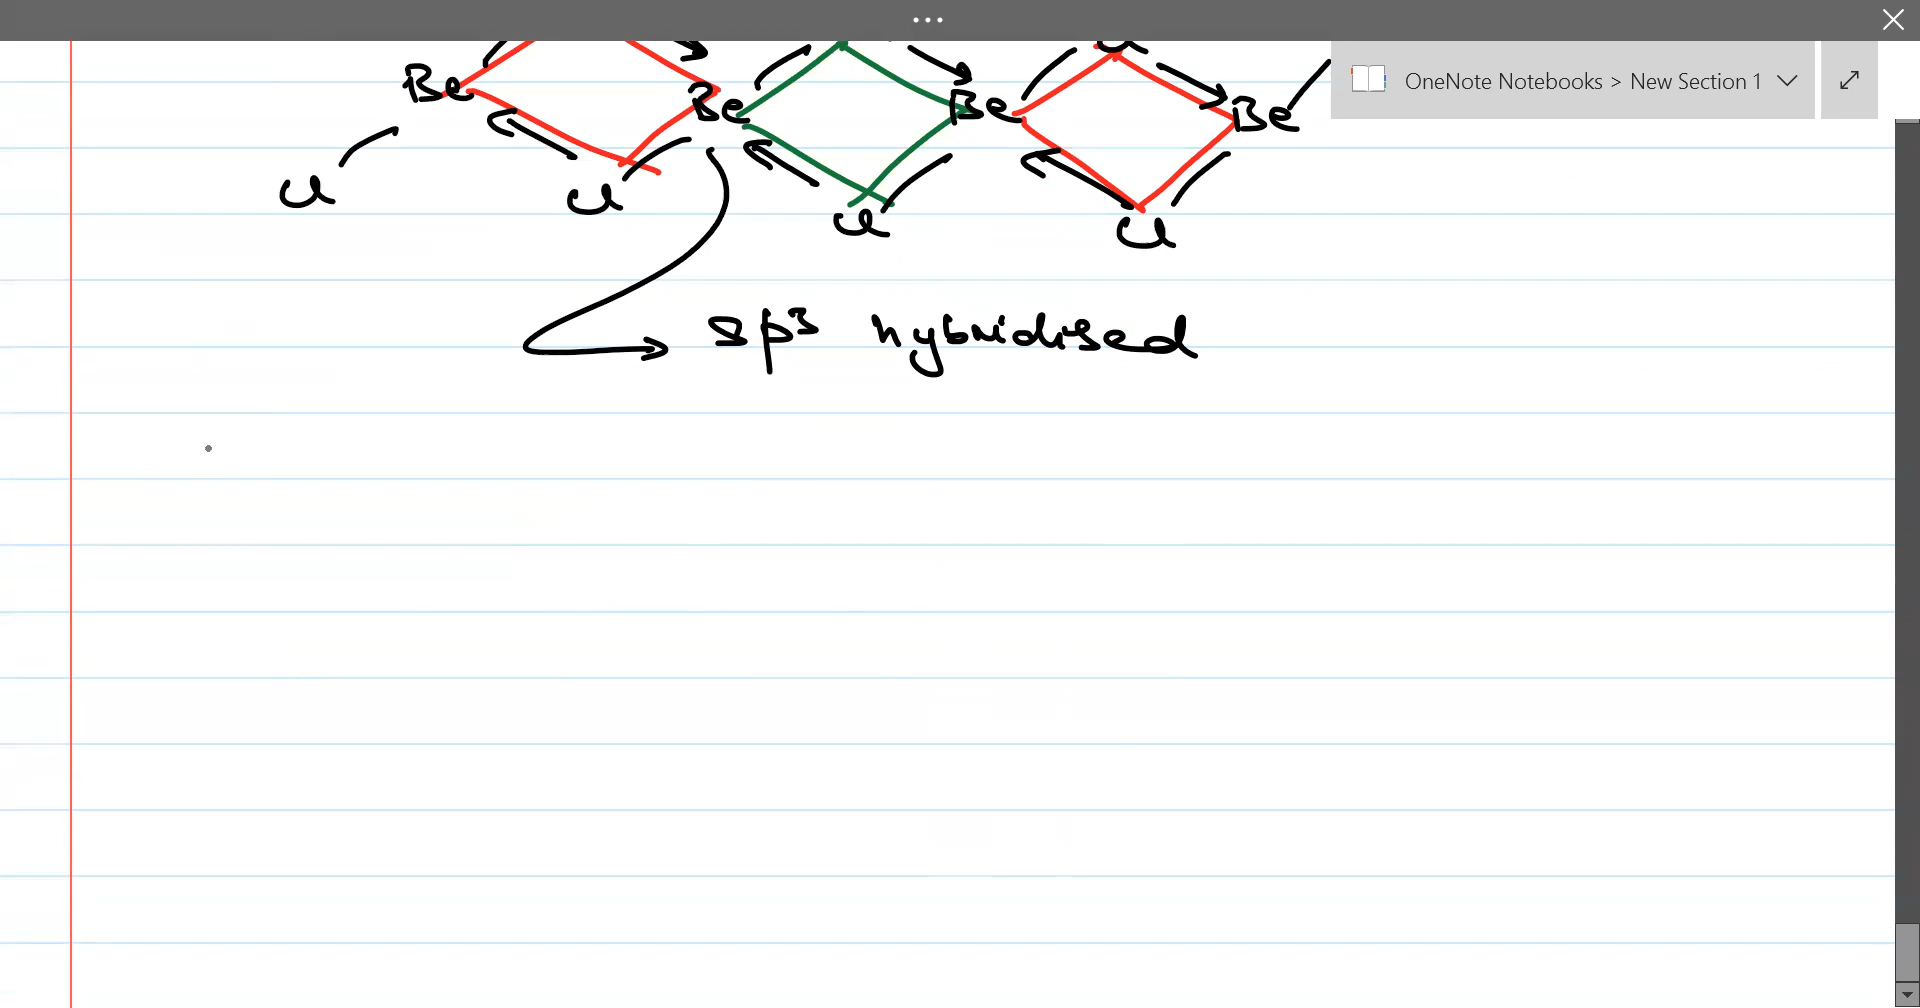 OneNote Notebooks > New Section 1
Be Be Be Be
Cl Cl Cl Cl
sp³ hybridised